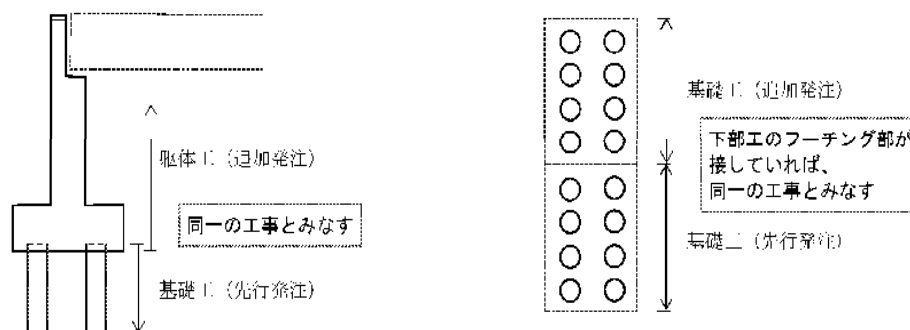 躯体工（追加発注）
同一の工事とみなす
基礎工（先行発注）
基礎工（追加発注）
下部工のフーチング部が
接していれば、
同一の工事とみなす
基礎工（先行発注）